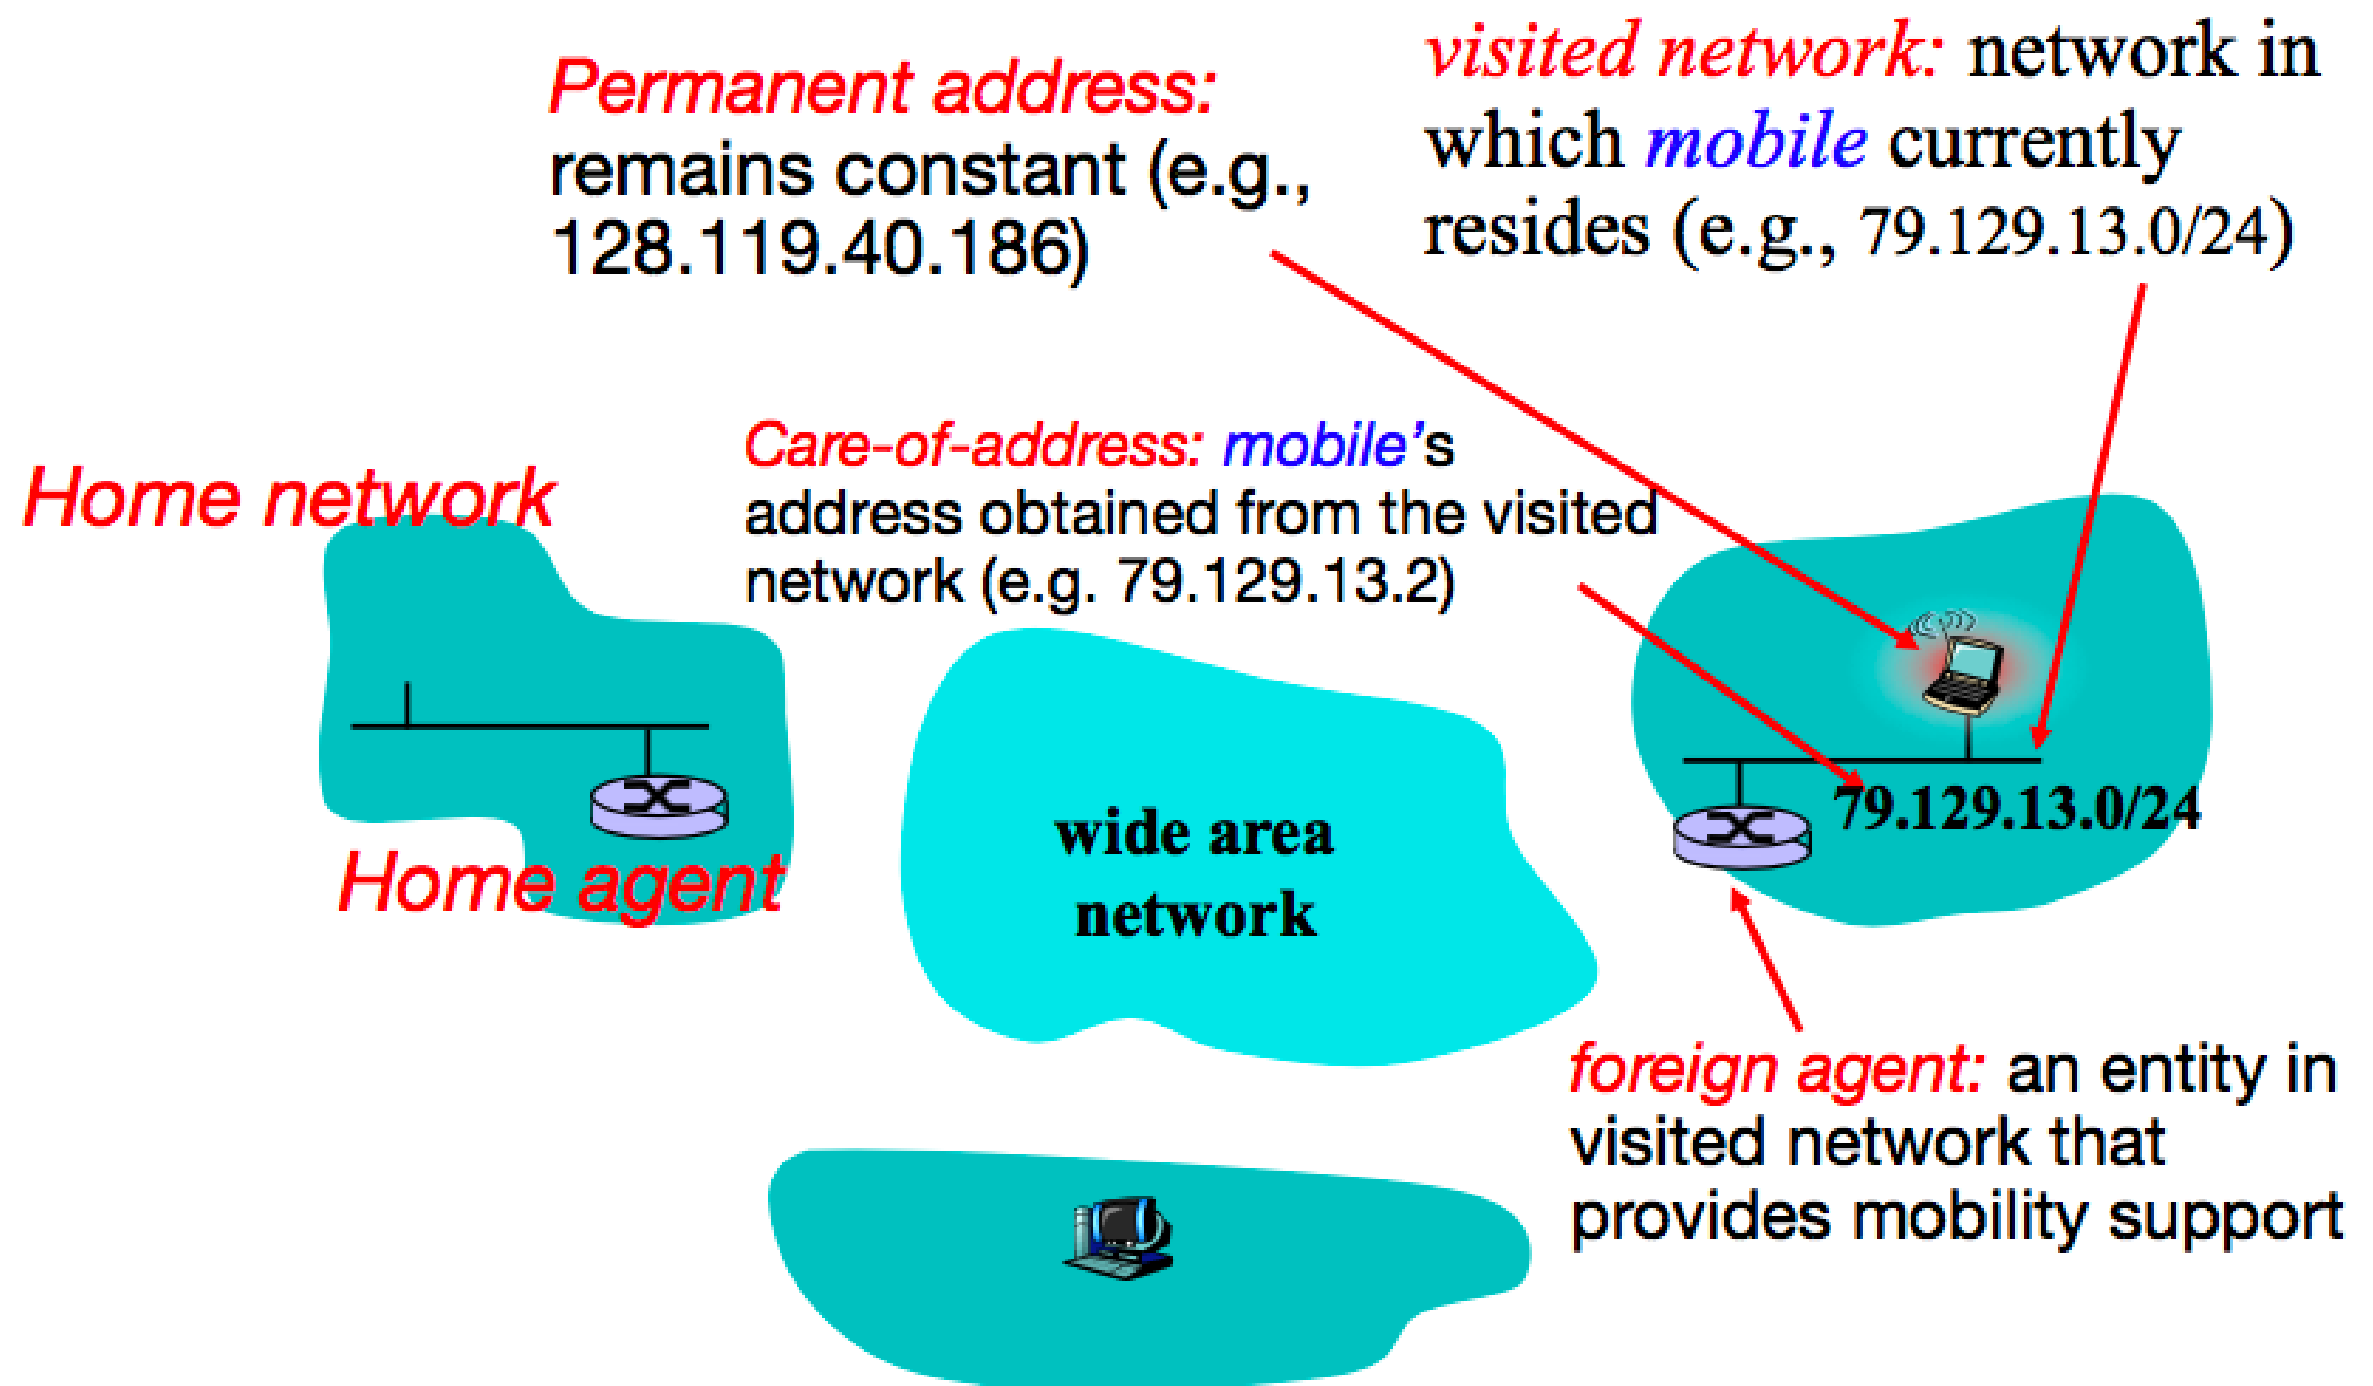 Permanent address:
remains constant (e.g.,
128.119.40.186)
visited network: network in
which mobile currently
resides (e.g., 79.129.13.0/24)
Care-of-address: mobile's
address obtained from the visited
network (e.g. 79.129.13.2)
Home network
Home agent
wide area
network
79.129.13.0/24
foreign agent: an entity in
visited network that
provides mobility support